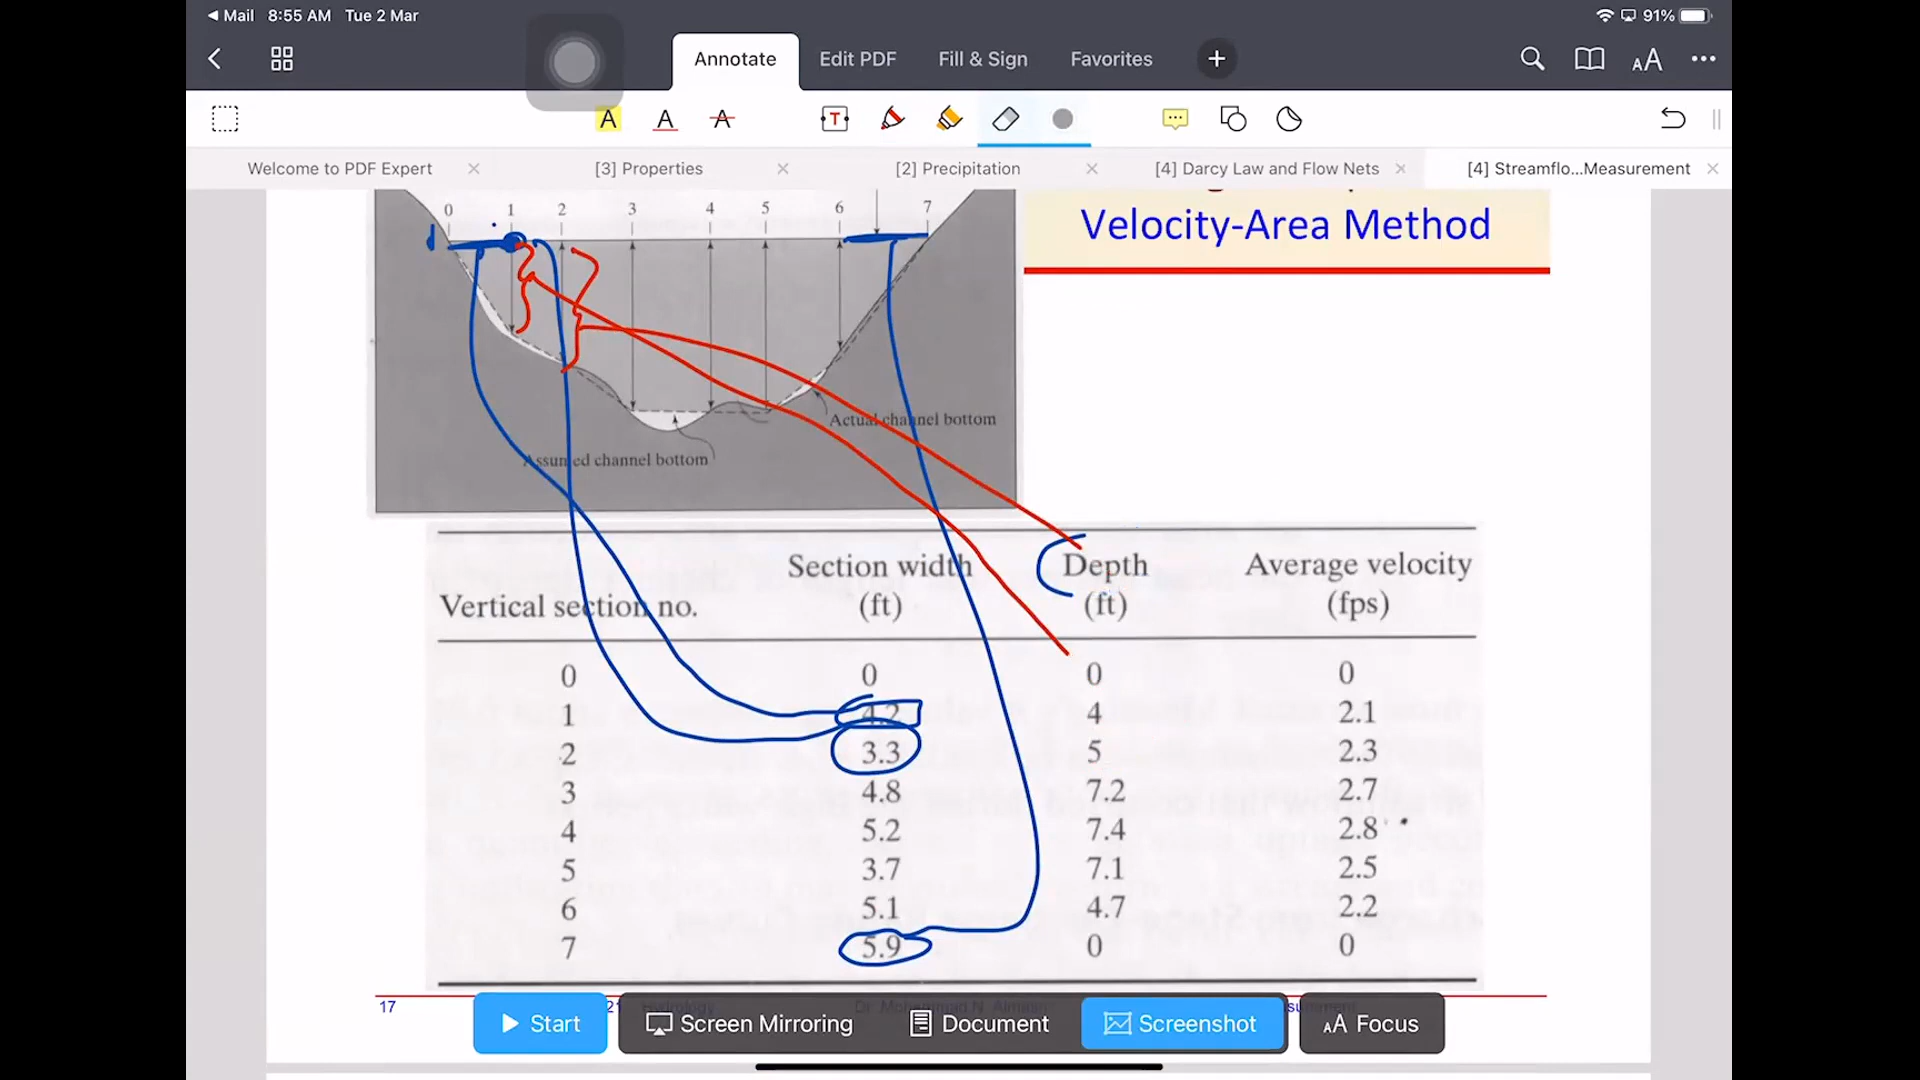 Mail 8:55 AM Tue 2 Mar 91%
Annotate Edit PDF Fill & Sign Favorites
AA
A A A T
Welcome to PDF Expert [3] Properties [2] Precipitation [4] Darcy Law and Flow Nets [4] Streamflo...Measurement
0 1 2 3 4 5 6 7
Velocity-Area Method
d
Actual channel bottom
Assumed channel bottom
Section width Depth Average velocity
Vertical section no. (ft) (ft) (fps)
0 0 0 0
1 4.2 4 2.1
2 3.3 5 2.3
3 4.8 7.2 2.7
4 5.2 7.4 2.8
5 3.7 7.1 2.5
6 5.1 4.7 2.2
7 5.9 0 0
17
Start Screen Mirroring Document Screenshot AA Focus